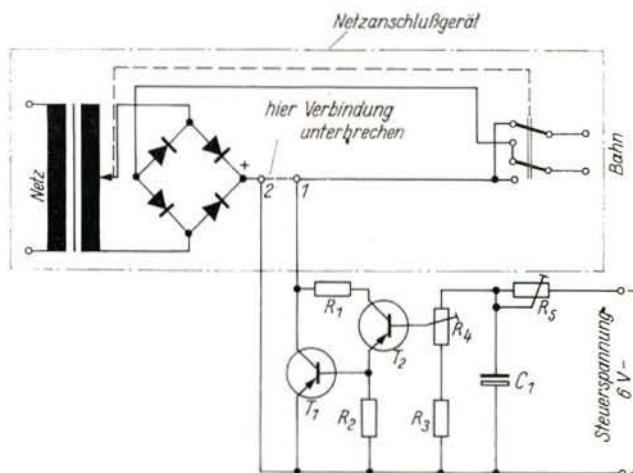 Netzanschlußgerät
hier Verbindung
unterbrechen
Netz
+
2
1
Bahn
R1
R4
R5
T2
T1
R2
R3
C1
Steuerspannung
6 V–